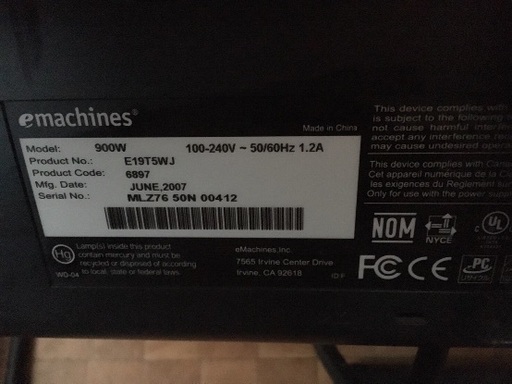 emachines®
Made in China
Model: 900W 100-240V ~ 50/60Hz 1.2A
Product No.: E19T5WJ
Product Code: 6897
Mfg. Date: JUNE,2007
Serial No.: MLZ76 50N 00412
Hg
WD-04
Lamp(s) inside this product
contain mercury and must be
recycled or disposed of according
to local, state or federal laws.
eMachines, Inc.
7565 Irvine Center Drive
Irvine, CA 92618
ID:F
This device complies with
is subject to the following
not cause harmful
accept any interference
may cause undesired
This device complies with
Cet appareil numérique de la
les exigences du Reglement
Only for use with the power
NOM
NYCE
C UL
FC CE
PC